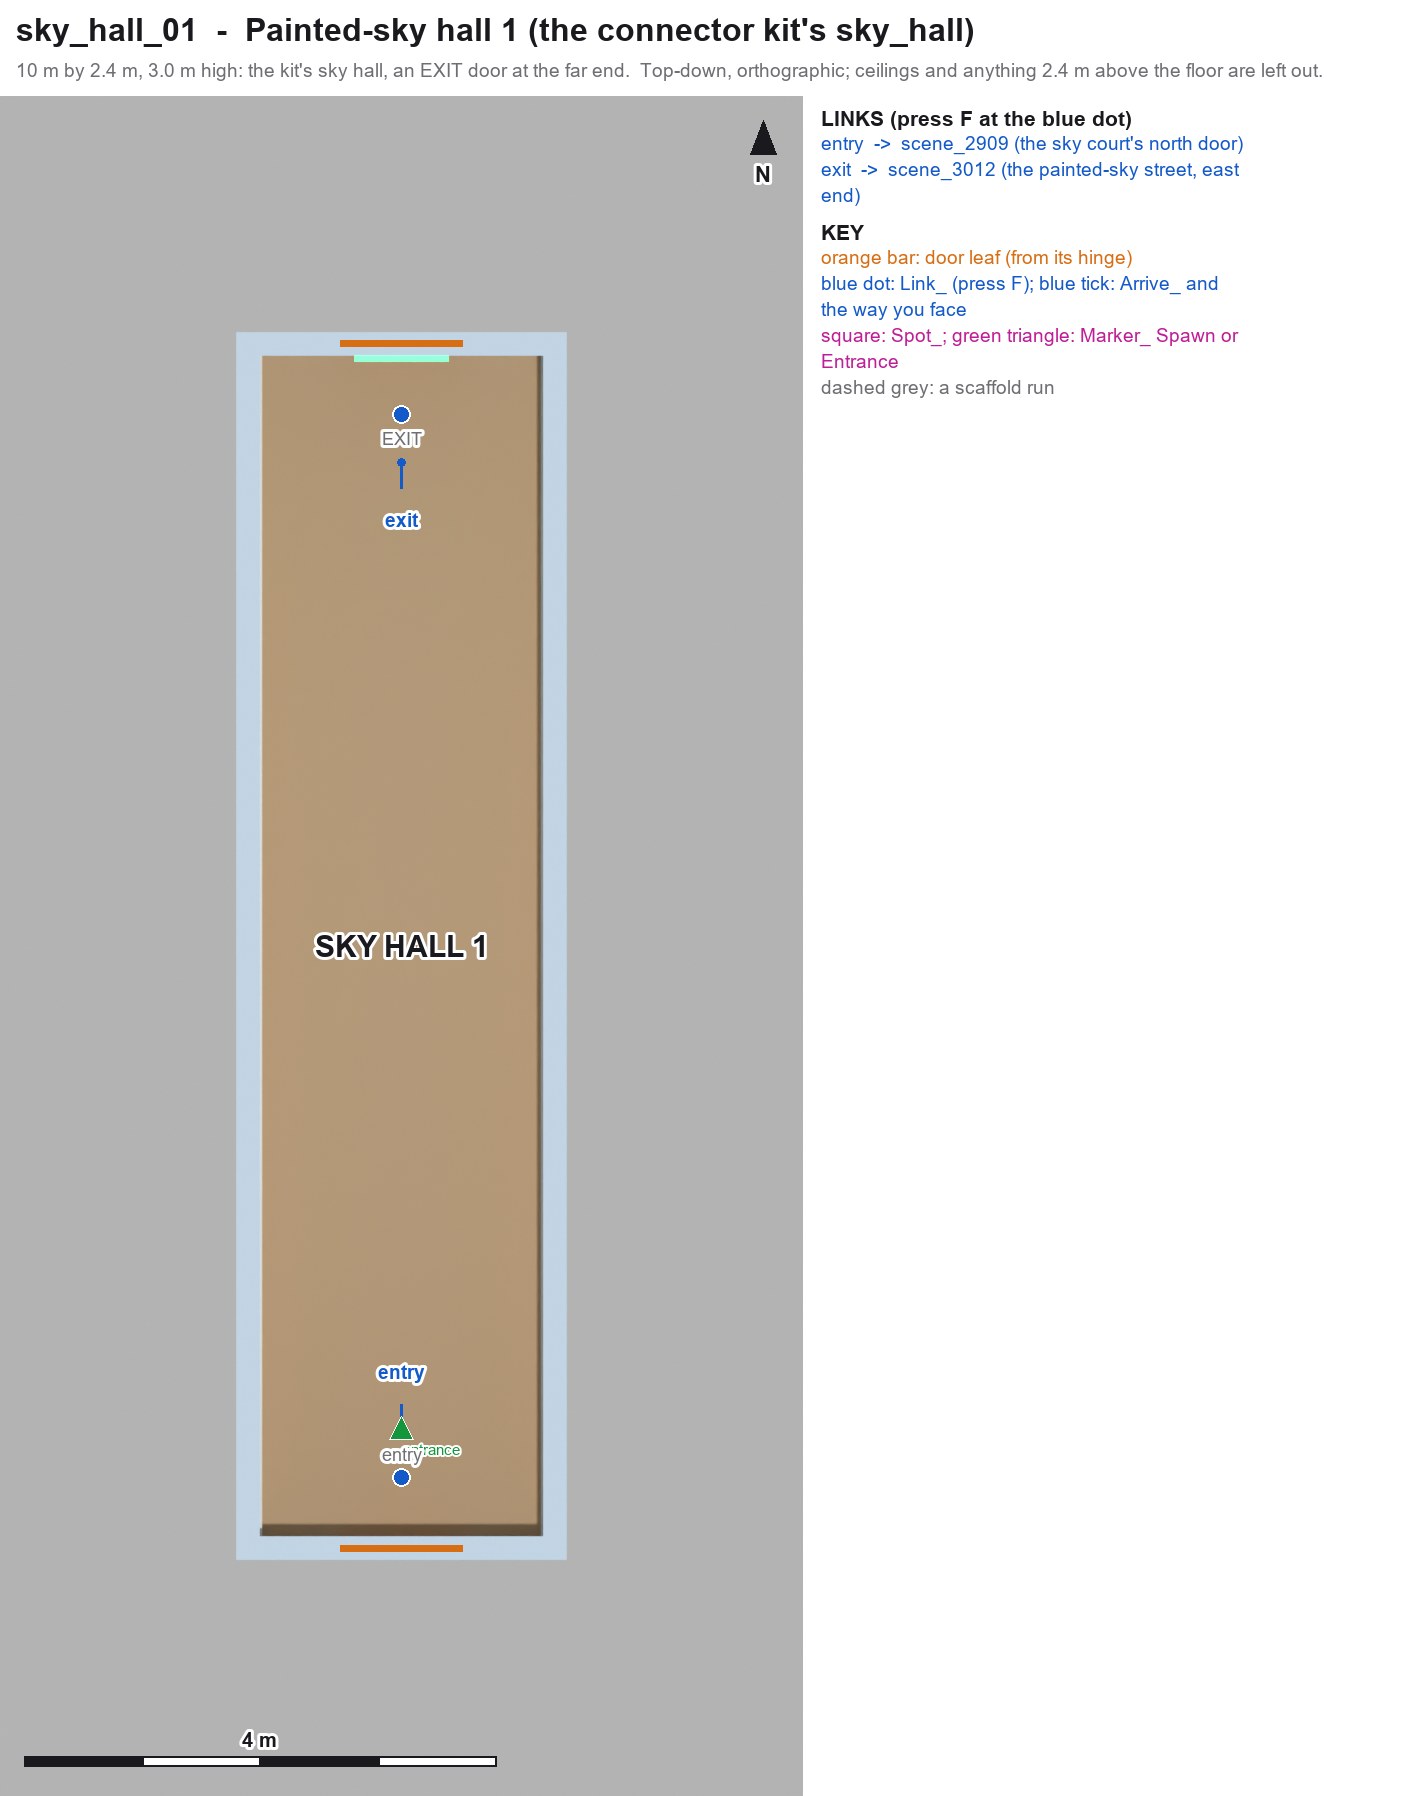 sky_hall_01  -  Painted-sky hall 1 (the connector kit's sky_hall)
10 m by 2.4 m, 3.0 m high: the kit's sky hall, an EXIT door at the far end.  Top-down, orthographic; ceilings and anything 2.4 m above the floor are left out.
N
LINKS (press F at the blue dot)
entry  ->  scene_2909 (the sky court's north door)
exit  ->  scene_3012 (the painted-sky street, east
end)
KEY
orange bar: door leaf (from its hinge)
blue dot: Link_ (press F); blue tick: Arrive_ and
the way you face
square: Spot_; green triangle: Marker_ Spawn or
Entrance
dashed grey: a scaffold run
EXIT
exit
SKY HALL 1
entry
entry
4 m